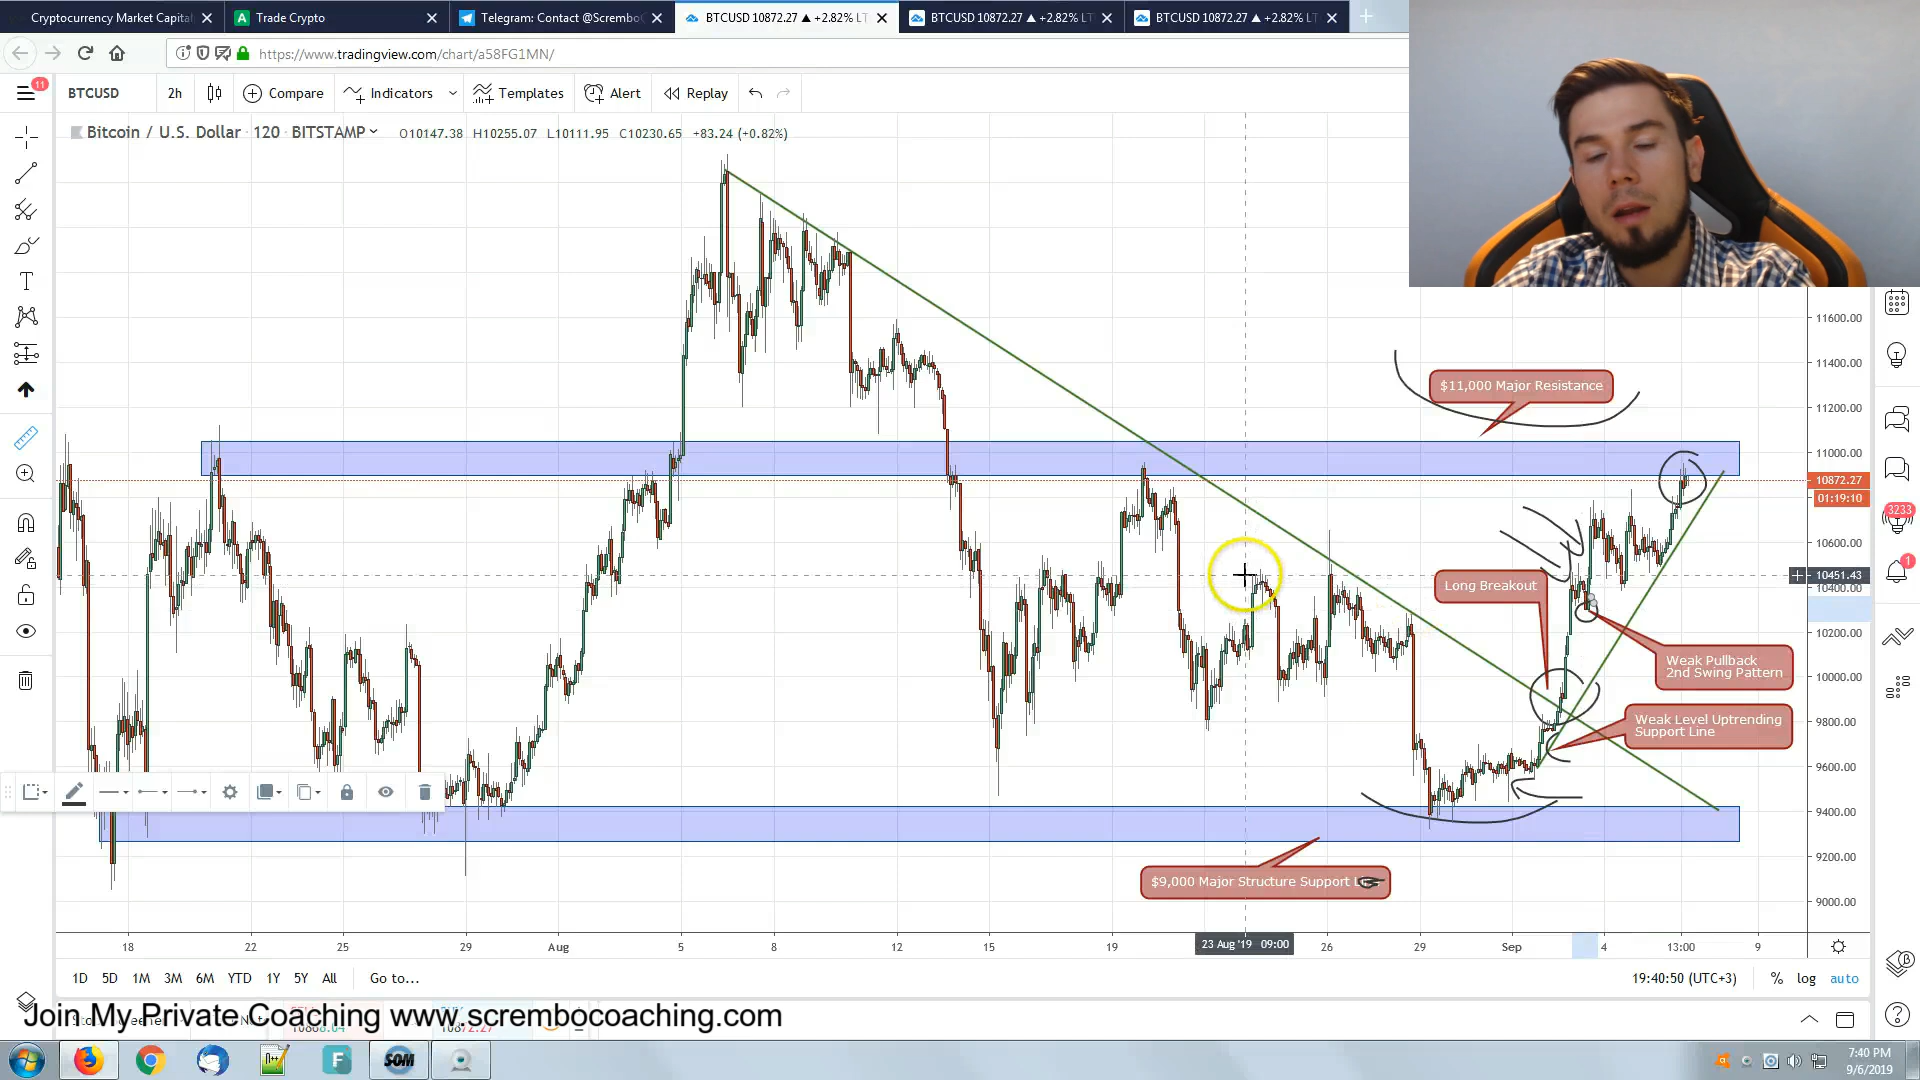 Cryptocurrency Market Capital
Trade Crypto
Telegram: Contact @Scrembo
BTCUSD 10872.27 ▲ +2.82%
BTCUSD 10872.27 ▲ +2.82%
BTCUSD 10872.27 ▲ +2.82%
https://www.tradingview.com/chart/a58FG1MN/
11
BTCUSD
2h
Compare
Indicators
Templates
Alert
Replay
Bitcoin / U.S. Dollar · 120 · BITSTAMP
O10147.38 H10255.07 L10111.95 C10230.65 +83.24 (+0.82%)
11600.00
11400.00
$11,000 Major Resistance
11200.00
11000.00
10872.27
01:19:10
3233
10600.00
1
10451.43
Long Breakout
10400.00
10200.00
Weak Pullback
2nd Swing Pattern
10000.00
Weak Level Uptrending
Support Line
9800.00
9600.00
9400.00
9200.00
$9,000 Major Structure Support
9000.00
18
22
25
29
Aug
5
8
12
15
19
23 Aug '19 09:00
26
29
Sep
4
13:00
9
1D
5D
1M
3M
6M
YTD
1Y
5Y
All
Go to...
19:40:50 (UTC+3)
%
log
auto
Join My Private Coaching www.scrembocoaching.com
SOM
7:40 PM
9/6/2019